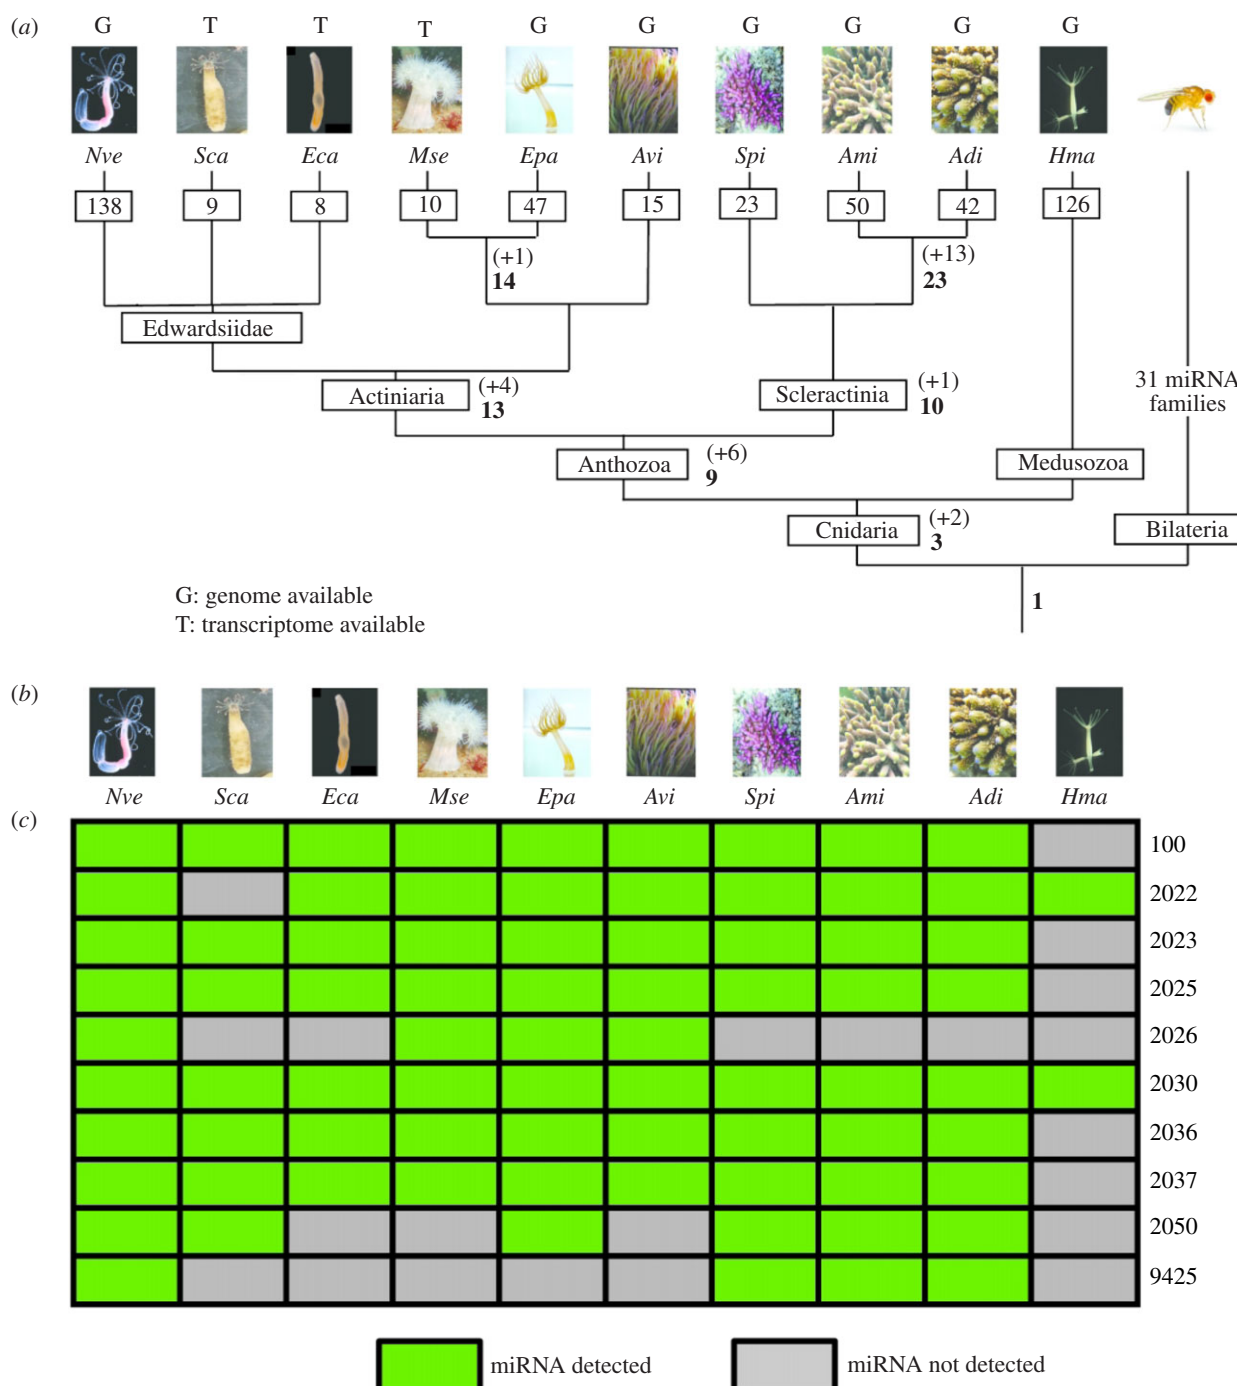 (a) G T T T G G G G G G
Nve Sca Eca Mse Epa Avi Spi Ami Adi Hma
138 9 8 10 47 15 23 50 42 126
(+1) (+13)
14 23
Edwardsiidae
31 miRNA
families
Actiniaria (+4) Scleractinia (+1)
13 10
Anthozoa (+6) Medusozoa
9
Cnidaria (+2) Bilateria
3
1
G: genome available
T: transcriptome available
(b)
Nve Sca Eca Mse Epa Avi Spi Ami Adi Hma
(c)
100
2022
2023
2025
2026
2030
2036
2037
2050
9425
miRNA detected miRNA not detected